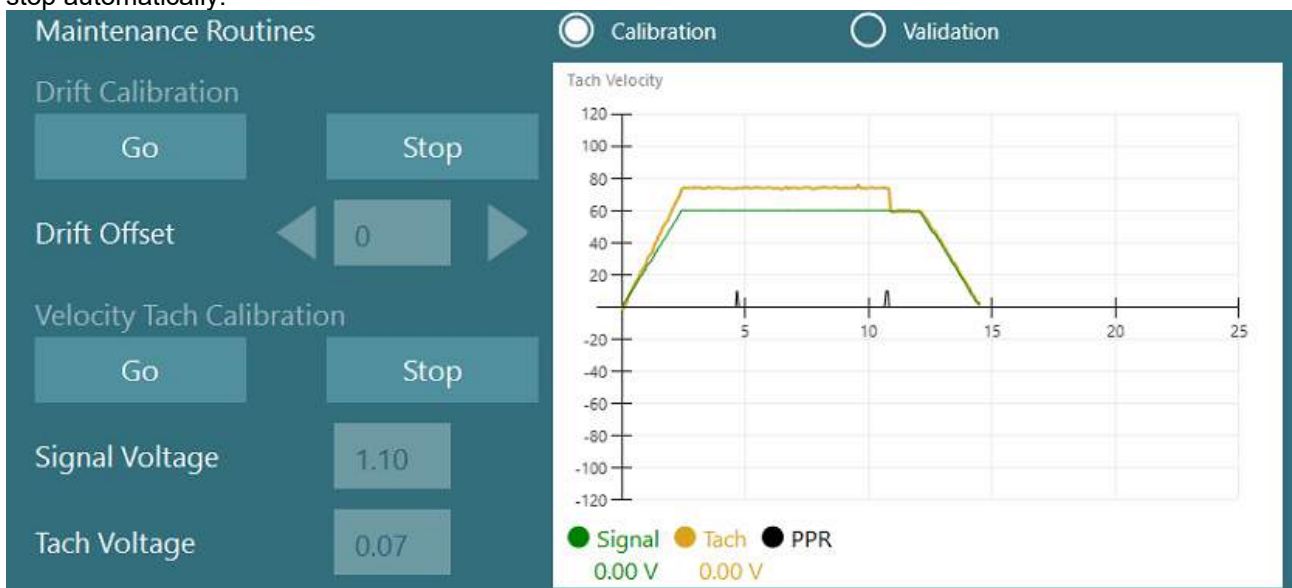 stop automatically.
Maintenance Routines
Calibration Validation
Drift Calibration
Go Stop
Drift Offset 0
Velocity Tach Calibration
Go Stop
Signal Voltage 1.10
Tach Voltage 0.07
Tach Velocity
120
100
80
60
40
20
5 10 15 20 25
-20
-40
-60
-80
-100
-120
Signal Tach PPR
0.00 V 0.00 V